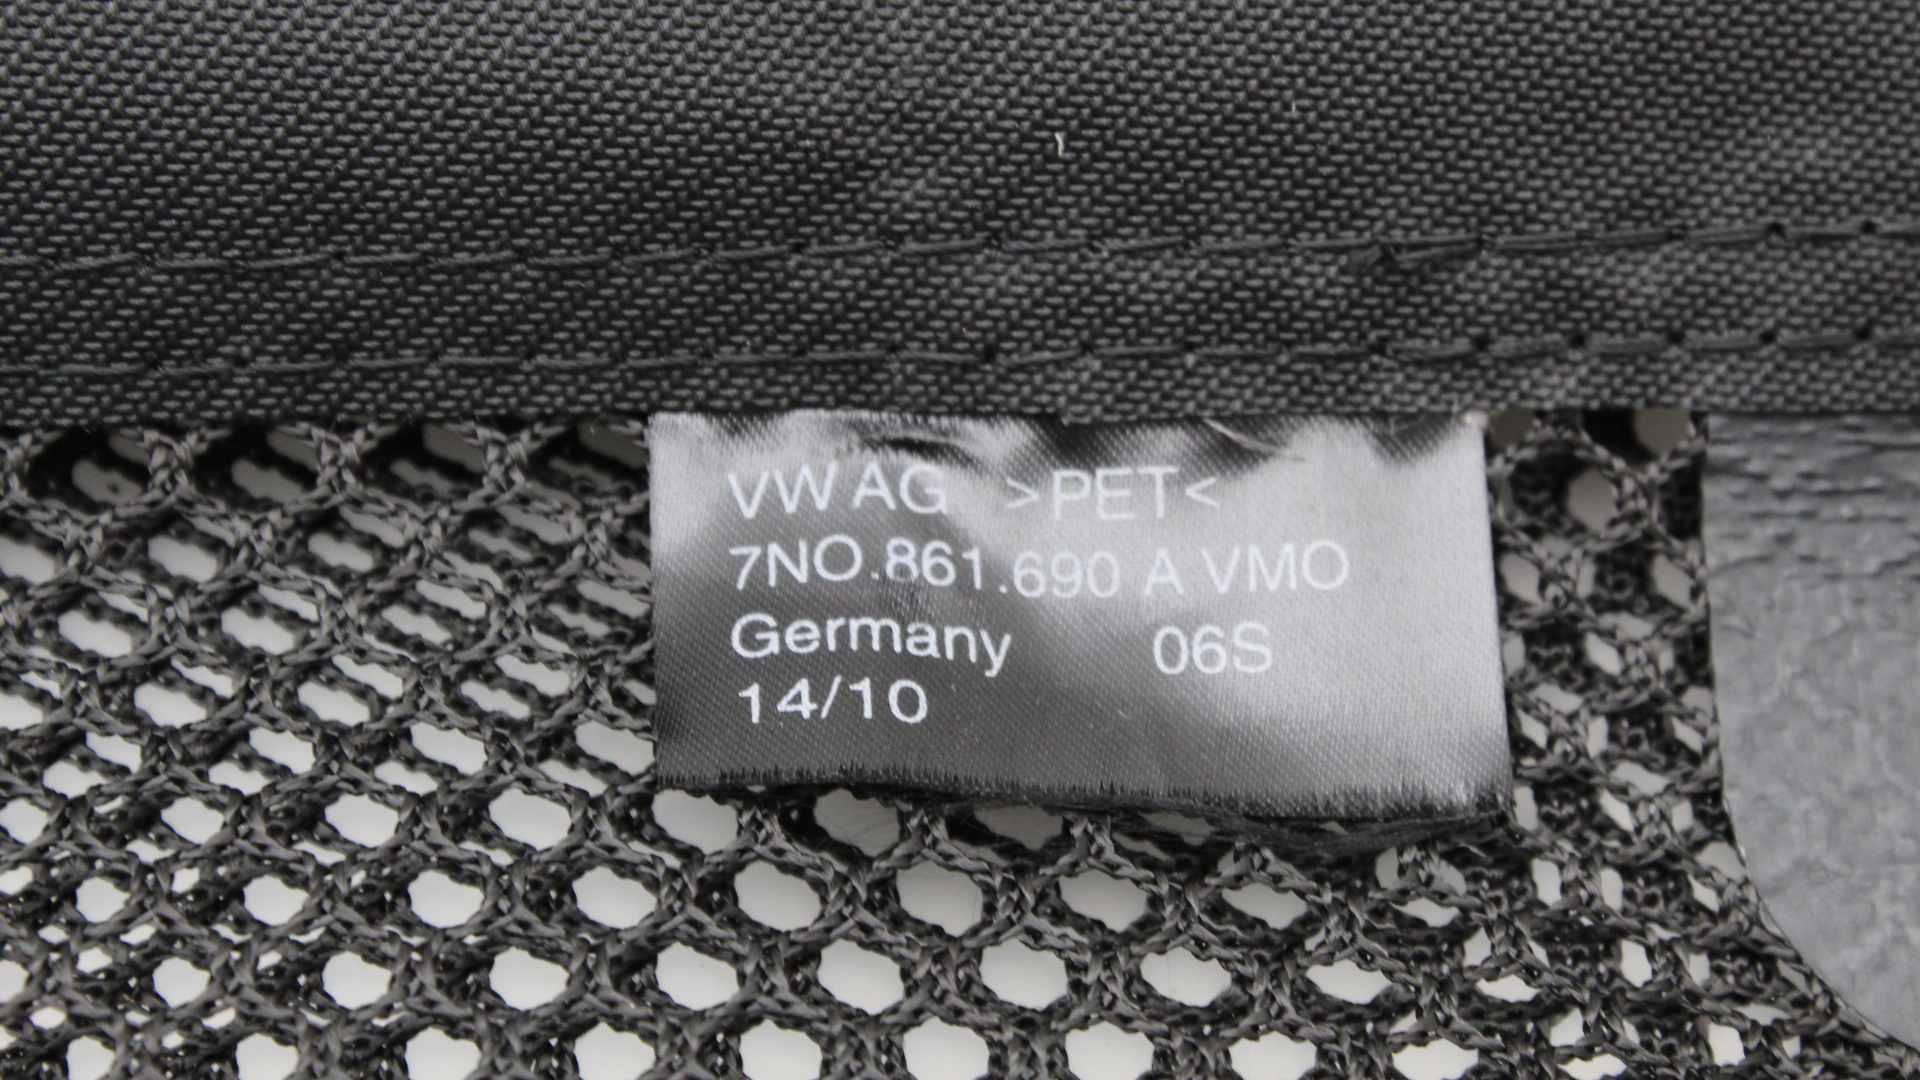 VW AG >PET<
7NO.861.690 A VMO
Germany 06S
14/10